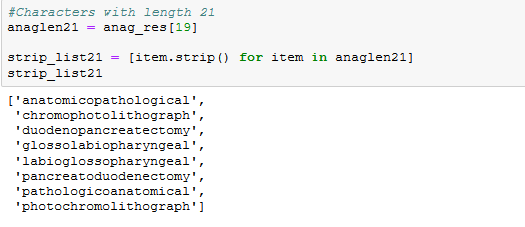 #Characters with length 21
anaglen21 = anag_res[19]
strip_list21 = [item.strip() for item in anaglen21]
strip_list21
['anatomicopathological',
'chromophotolithograph',
'duodenopancreatectomy',
'glossolabiopharyngeal',
'labioglossopharyngeal',
'pancreatoduodenectomy',
'pathologicoanatomical',
'photochromolithograph']